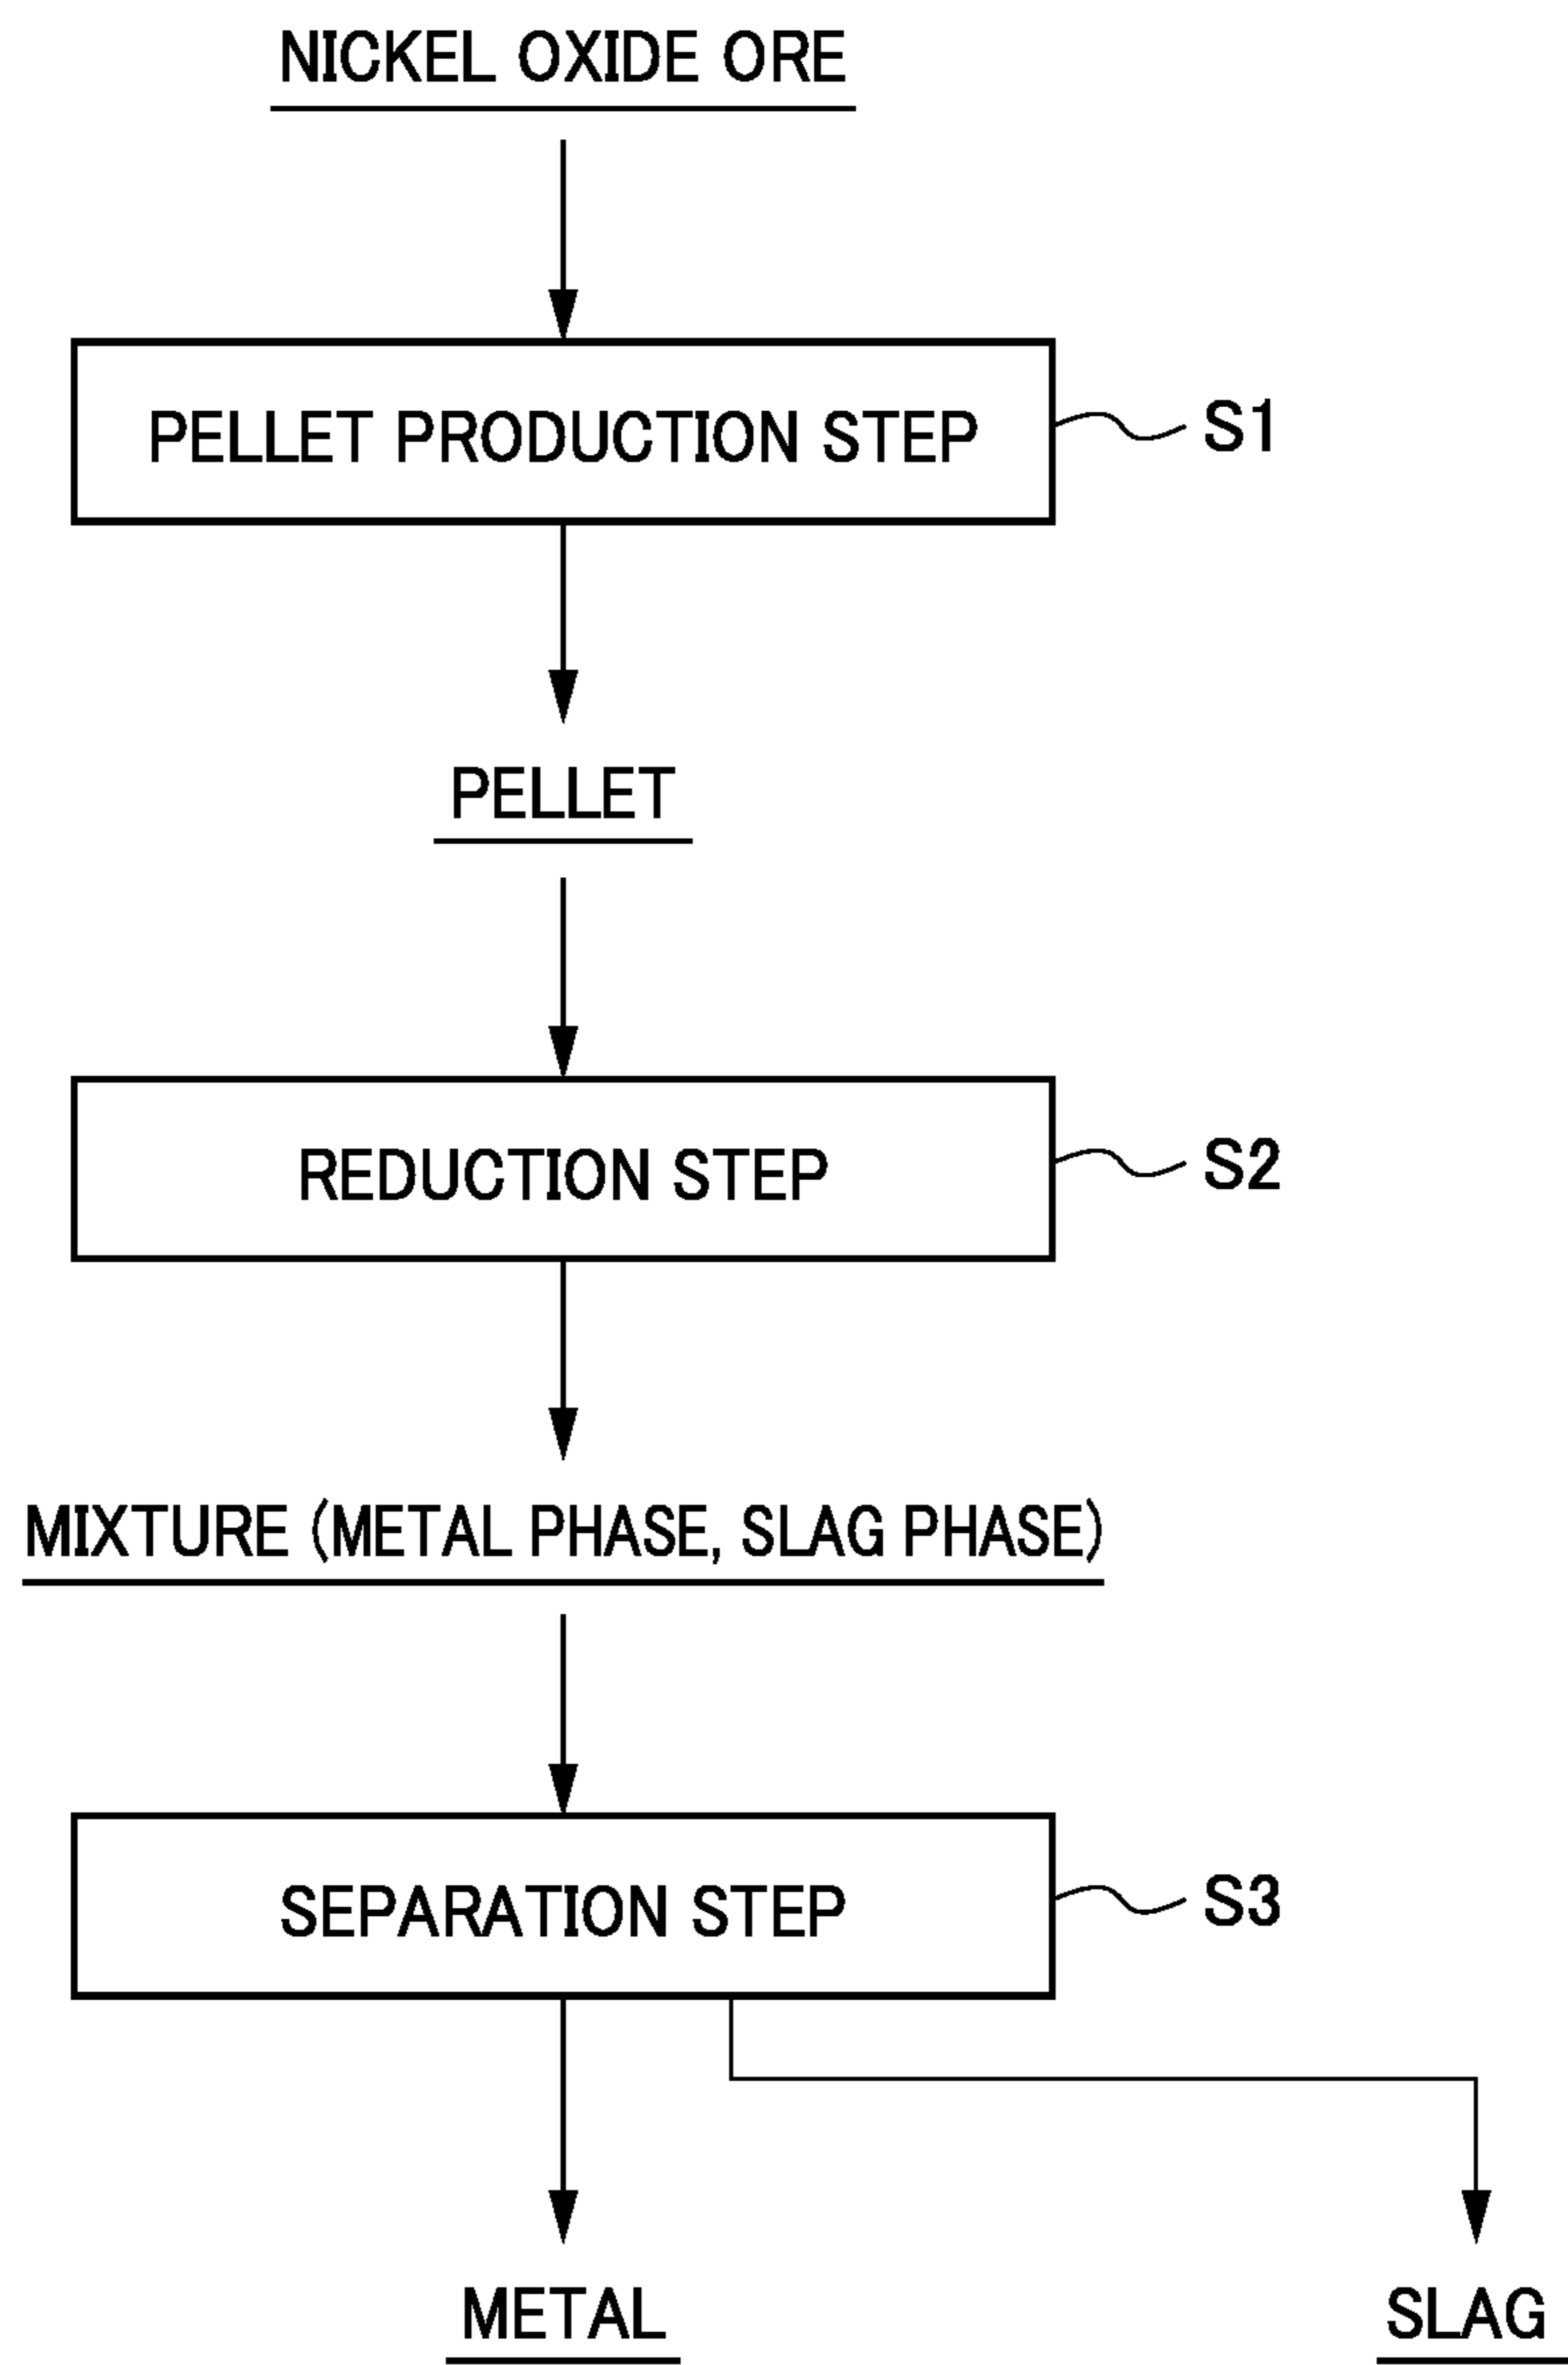 NICKEL OXIDE ORE
PELLET PRODUCTION STEP
S1
PELLET
REDUCTION STEP
S2
MIXTURE (METAL PHASE, SLAG PHASE)
SEPARATION STEP
S3
METAL
SLAG